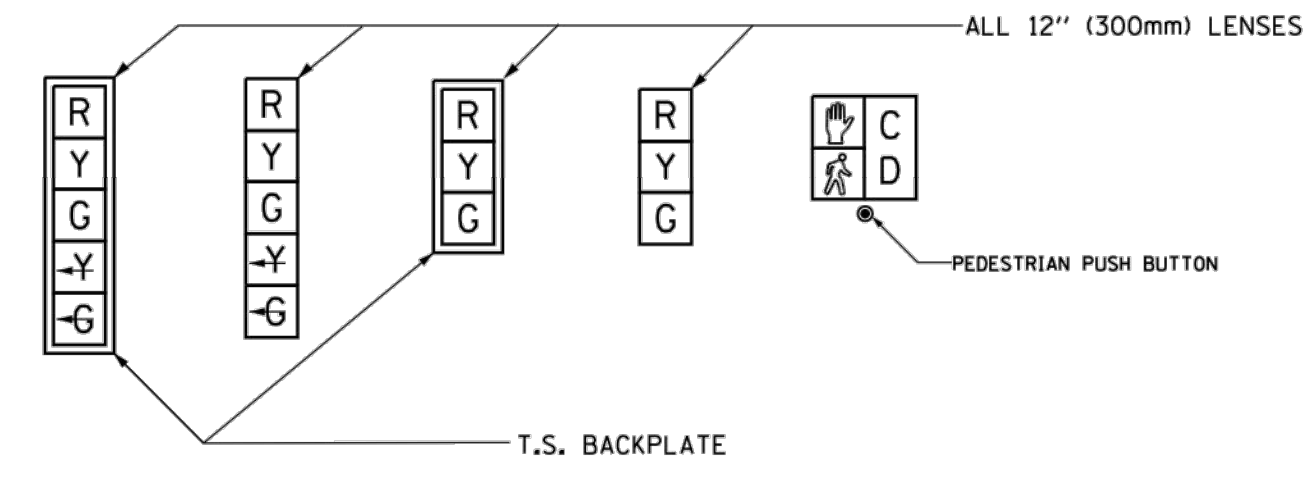 ALL 12" (300mm) LENSES
R
Y
G
Y
G
R
Y
G
Y
G
R
Y
G
R
Y
G
C
D
PEDESTRIAN PUSH BUTTON
T.S. BACKPLATE